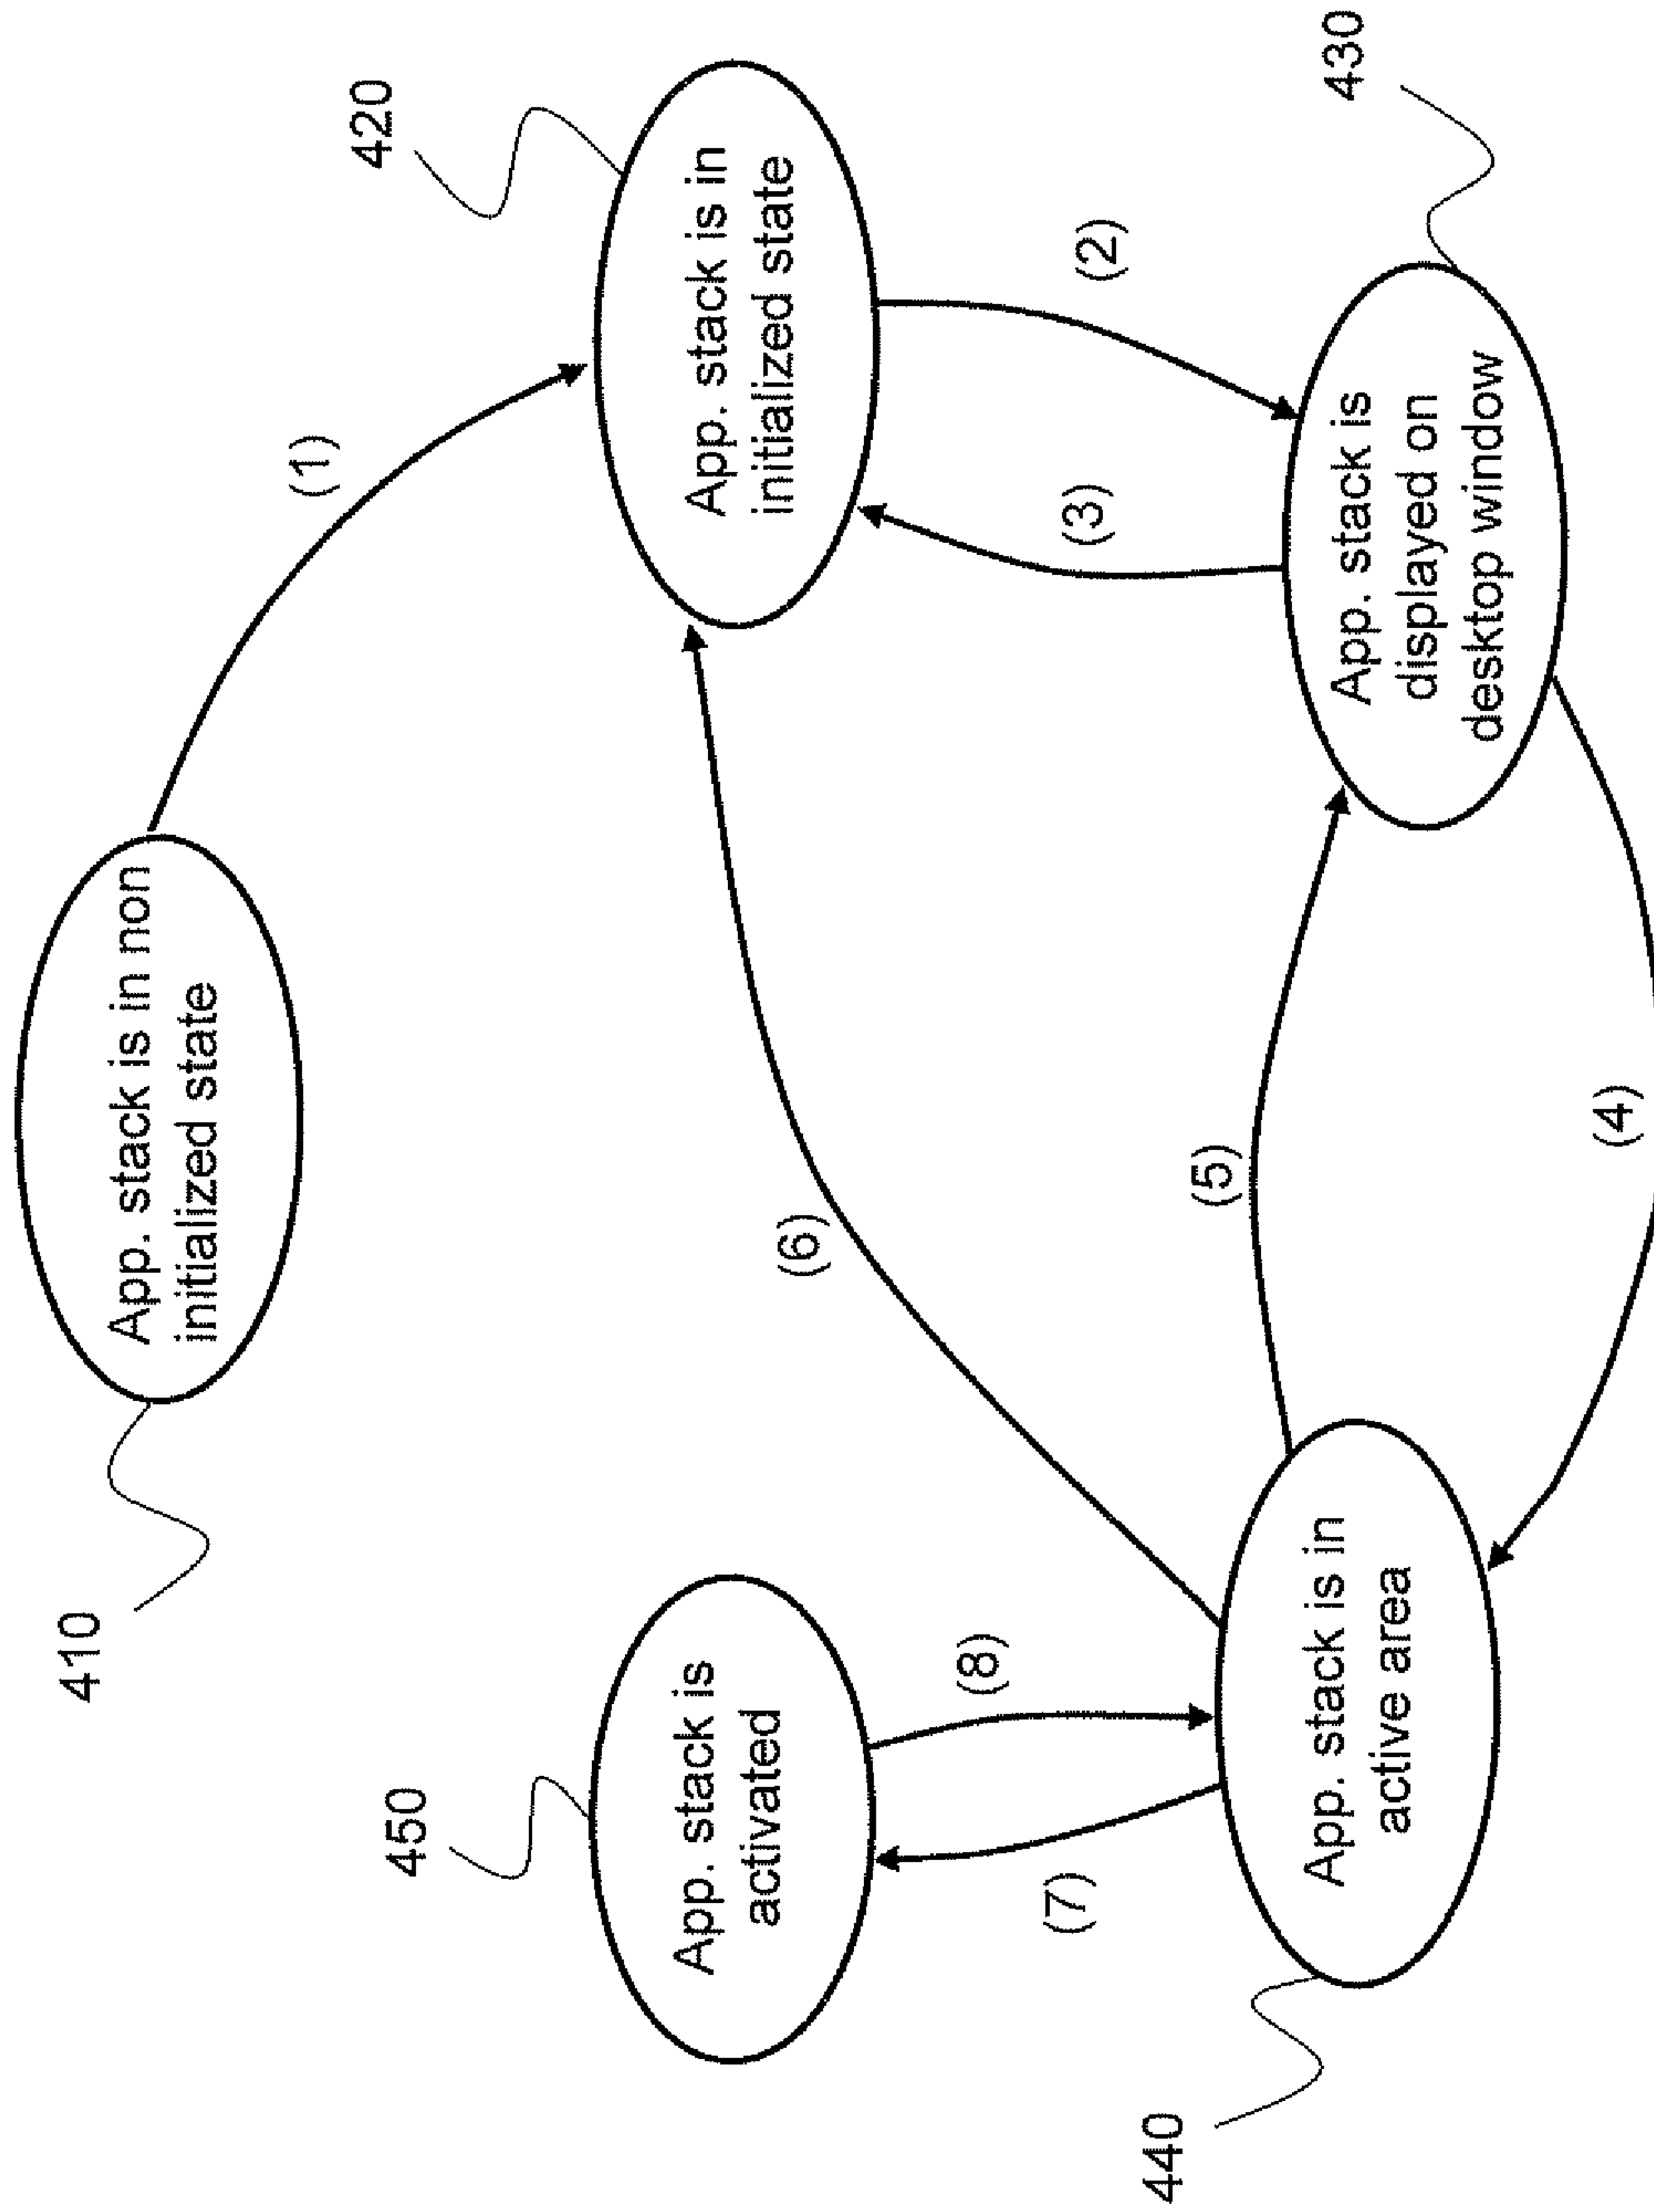 410
App. stack is in non
initialized state
(1)
420
App. stack is in
initialized state
450
App. stack is
activated
(6)
(8)
(7)
(3)
(2)
(5)
440
App. stack is in
active area
App. stack is
displayed on
desktop window
430
(4)